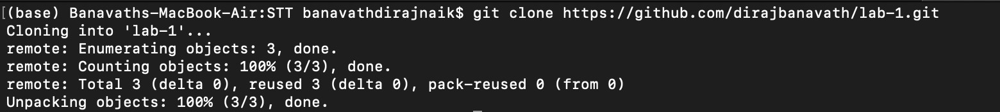 [(base) Banavaths-MacBook-Air:STT banavathdirajnaik$ git clone https://github.com/dirajbanavath/lab-1.git
Cloning into 'lab-1'...
remote: Enumerating objects: 3, done.
remote: Counting objects: 100% (3/3), done.
remote: Total 3 (delta 0), reused 3 (delta 0), pack-reused 0 (from 0)
Unpacking objects: 100% (3/3), done.